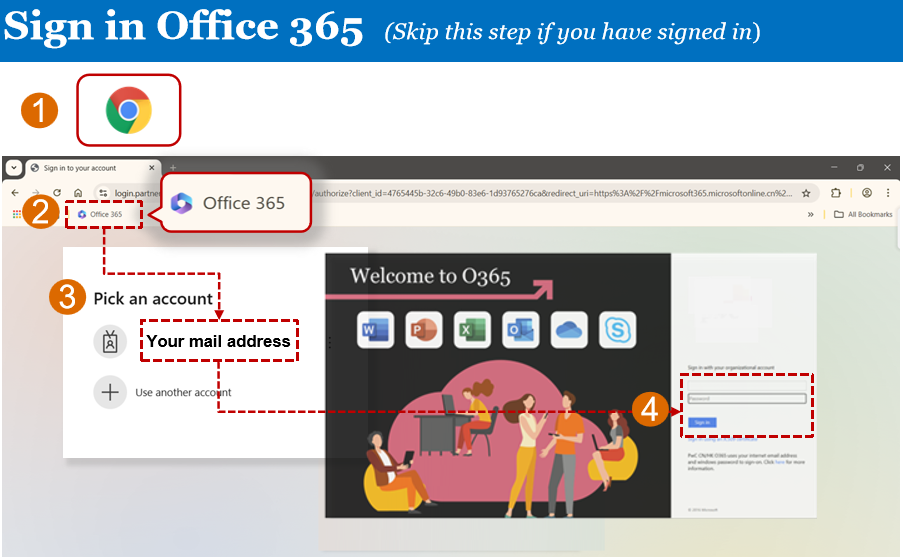 Sign in Office 365 (Skip this step if you have signed in)
1
Sign in to your account
login.partner
/authorize?client_id=4765445b-32c6-49b0-83e6-1d93765276ca&redirect_uri=https%3A%2F%2Fmicrosoft365.microsoftonline.cn%2...
2
Office 365
Office 365
All Bookmarks
3
Pick an account
Your mail address
Use another account
Welcome to O365
W
P
X
O
S
Sign in with your organizational account
4
Password
Sign in
PwC CN/HK O365 uses your internet email address
and windows password to sign on. Click here for more
information.
© 2016 Microsoft